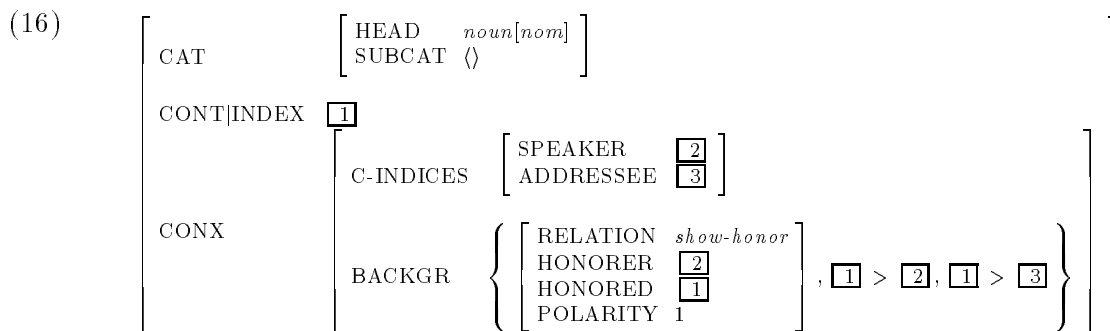 (16)
HEAD noun[nom]
CAT SUBCAT ⟨⟩
CONT|INDEX 1
SPEAKER 2
C-INDICES ADDRESSEE 3
CONX RELATION show-honor
HONORER 2
BACKGR { HONORED 1 , 1 > 2 , 1 > 3 }
POLARITY 1